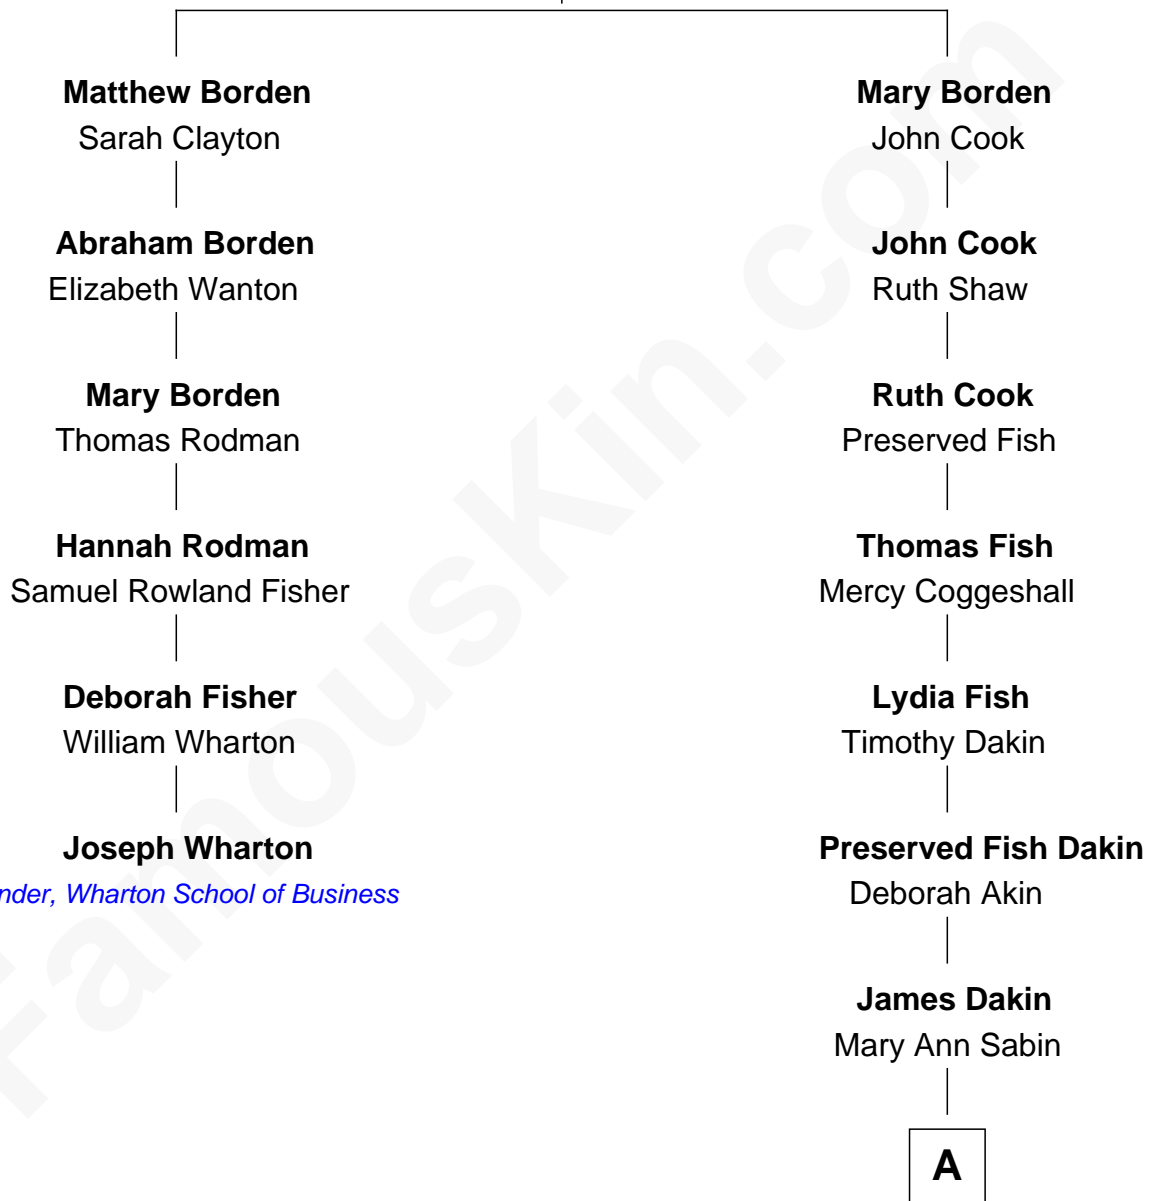 Matthew Borden
Sarah Clayton
Abraham Borden
Elizabeth Wanton
Mary Borden
Thomas Rodman
Hannah Rodman
Samuel Rowland Fisher
Deborah Fisher
William Wharton
Joseph Wharton
nder, Wharton School of Business
Mary Borden
John Cook
John Cook
Ruth Shaw
Ruth Cook
Preserved Fish
Thomas Fish
Mercy Coggeshall
Lydia Fish
Timothy Dakin
Preserved Fish Dakin
Deborah Akin
James Dakin
Mary Ann Sabin
A
FamousKin.com